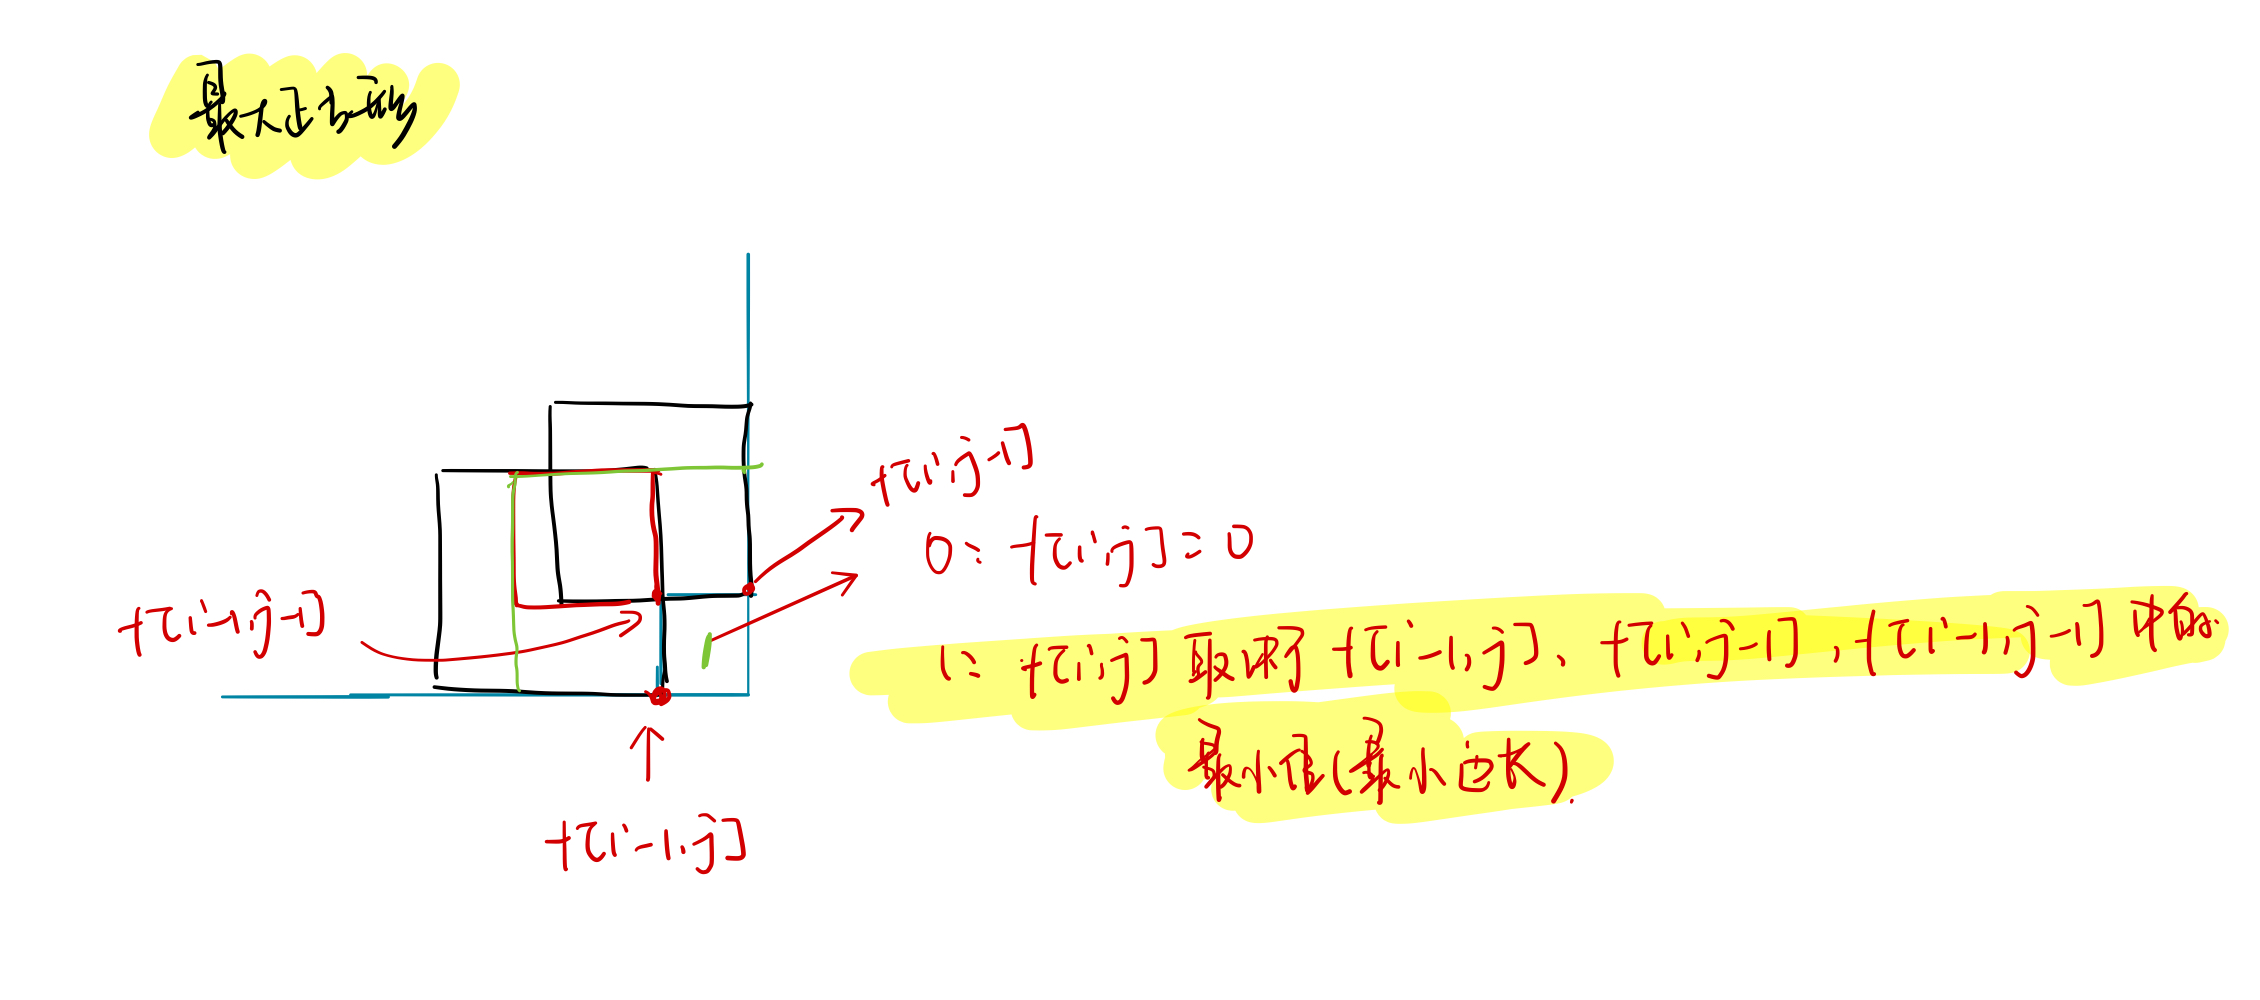 最大正方形
f[i,j-1]
0: f[i,j]=0
f[i-1,j-1]
1: f[i,j] 取决于 f[i-1,j]、f[i,j-1],f[i-1,j-1]中的
最小值(最小边长).
f[i-1,j]